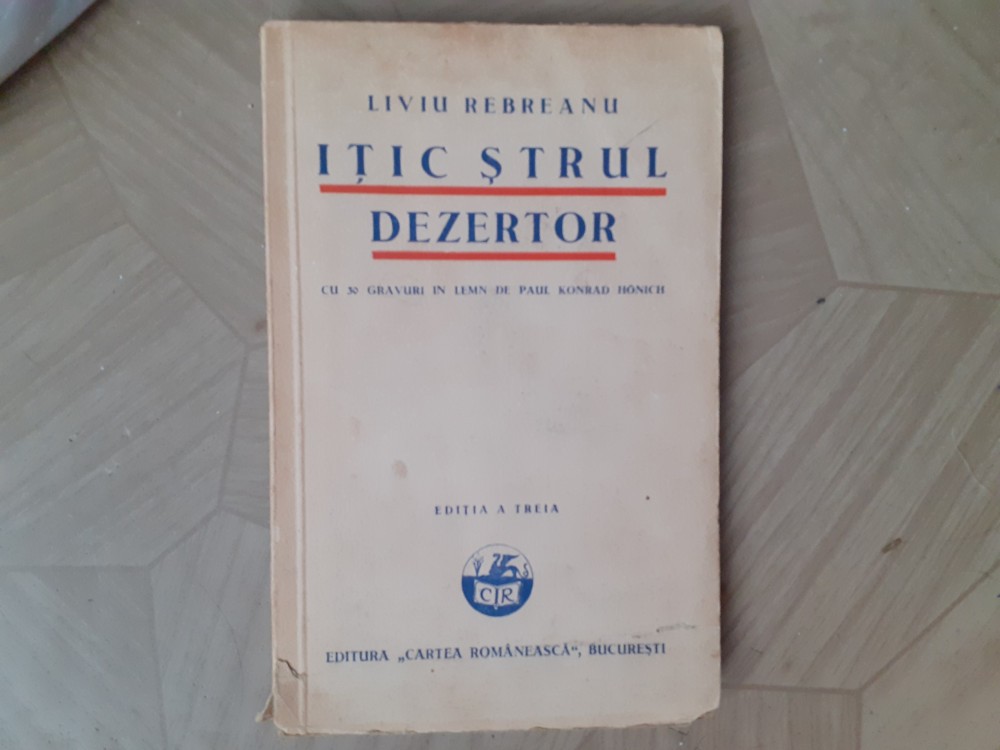 LIVIU REBREANU
IȚIC ȘTRUL
DEZERTOR
CU 30 GRAVURI IN LEMN DE PAUL KONRAD HÖNICH
EDIȚIA A TREIA
CR
EDITURA „CARTEA ROMÂNEASCĂ“, BUCUREȘTI